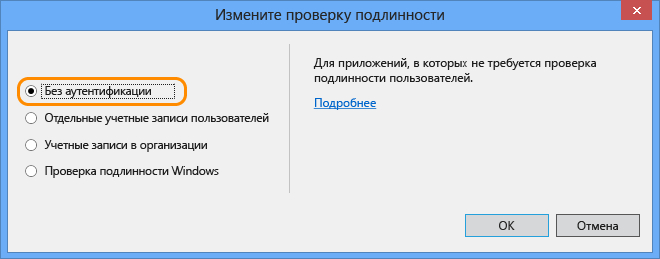 Измените проверку подлинности
Без аутентификации
Отдельные учетные записи пользователей
Учетные записи в организации
Проверка подлинности Windows
Для приложений, в которых не требуется проверка
подлинности пользователей.
Подробнее
ОК
Отмена